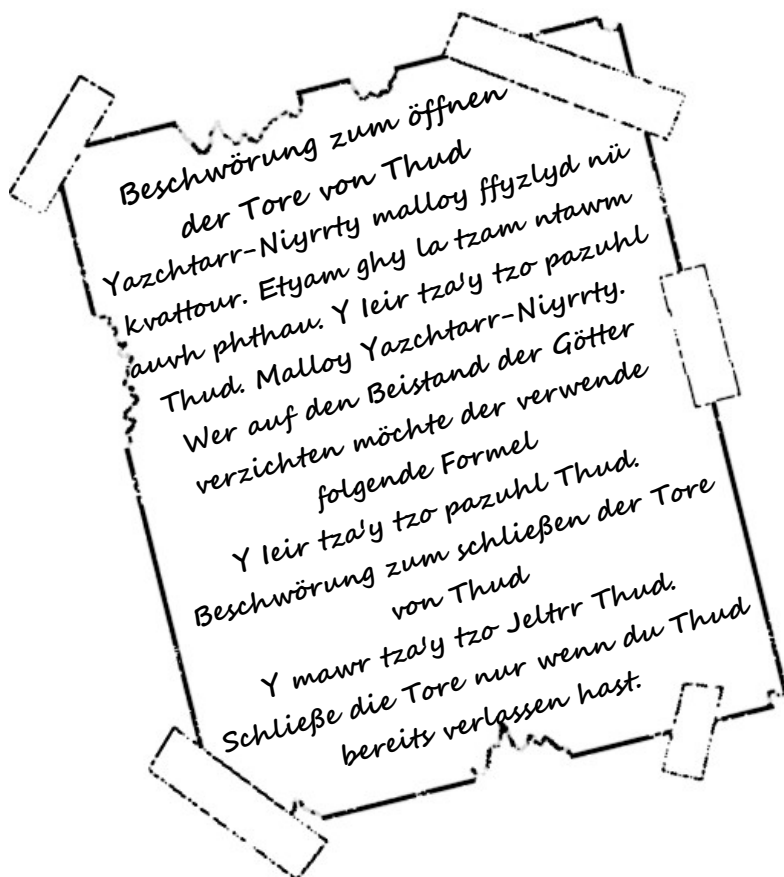 Beschwörung zum öffnen
der Tore von Thud
Yazchtarr-Niyrrty malloy ffyzlyd nü
kvattour. Etyam ghy la tzam ntawm
auvh phthau. Y leir tza'y tzo pazuhl
Thud. Malloy Yazchtarr-Niyrrty.
Wer auf den Beistand der Götter
verzichten möchte der verwende
folgende Formel
Y leir tza'y tzo pazuhl Thud.
Beschwörung zum schließen der Tore
von Thud
Y mawr tza'y tzo Jeltrr Thud.
Schließe die Tore nur wenn du Thud
bereits verlassen hast.